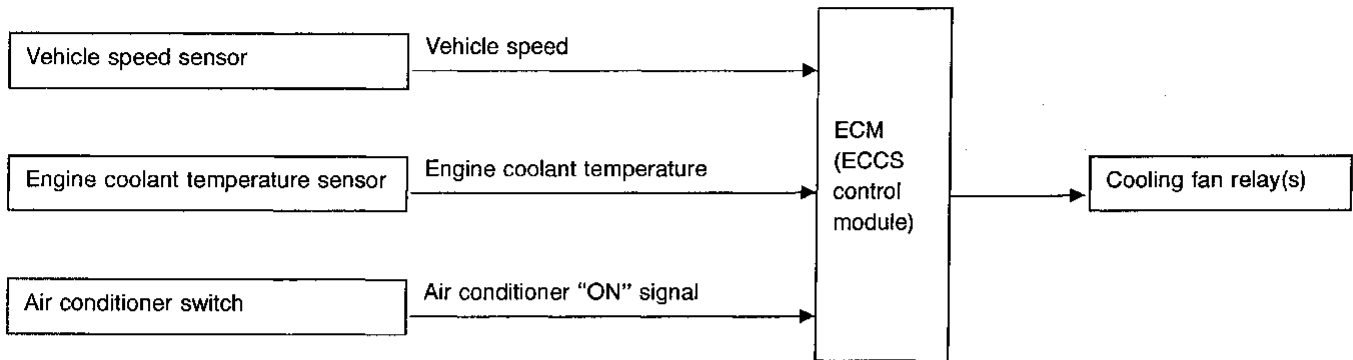 Vehicle speed sensor
Vehicle speed
Engine coolant temperature sensor
Engine coolant temperature
Air conditioner switch
Air conditioner “ON” signal
ECM
(ECCS
control
module)
Cooling fan relay(s)